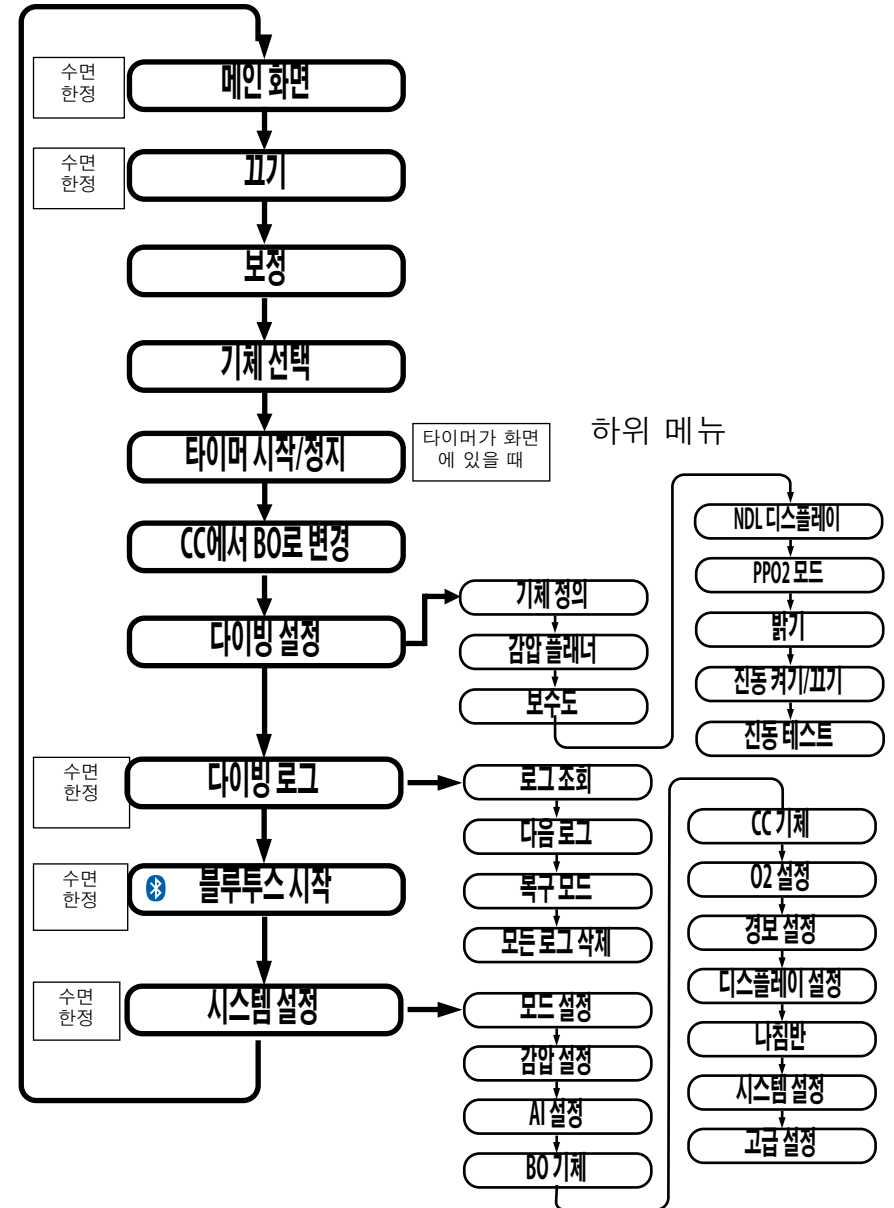 수면
한정
메인 화면
수면
한정
끄기
보정
기체 선택
타이머 시작/정지
타이머가 화면
에 있을 때
하위 메뉴
CC에서 BO로 변경
다이빙 설정
기체 정의
감압 플래너
보수도
NDL 디스플레이
PPO2 모드
밝기
진동 켜기/끄기
진동 테스트
수면
한정
다이빙 로그
로그 조회
다음 로그
복구 모드
모든 로그 삭제
수면
한정
블루투스 시작
수면
한정
시스템 설정
모드 설정
감압 설정
AI 설정
BO 기체
CC 기체
O2 설정
경보 설정
디스플레이 설정
나침반
시스템 설정
고급 설정